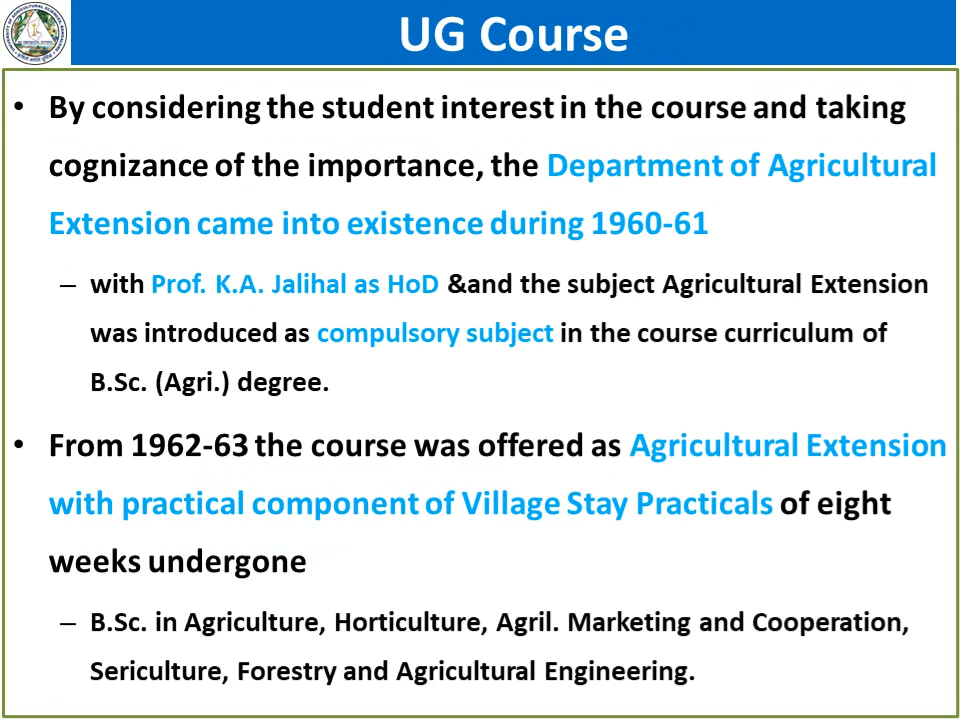 UG Course
• By considering the student interest in the course and taking
cognizance of the importance, the Department of Agricultural
Extension came into existence during 1960-61
– with Prof. K.A. Jalihal as HoD &and the subject Agricultural Extension
was introduced as compulsory subject in the course curriculum of
B.Sc. (Agri.) degree.
• From 1962-63 the course was offered as Agricultural Extension
with practical component of Village Stay Practicals of eight
weeks undergone
– B.Sc. in Agriculture, Horticulture, Agril. Marketing and Cooperation,
Sericulture, Forestry and Agricultural Engineering.